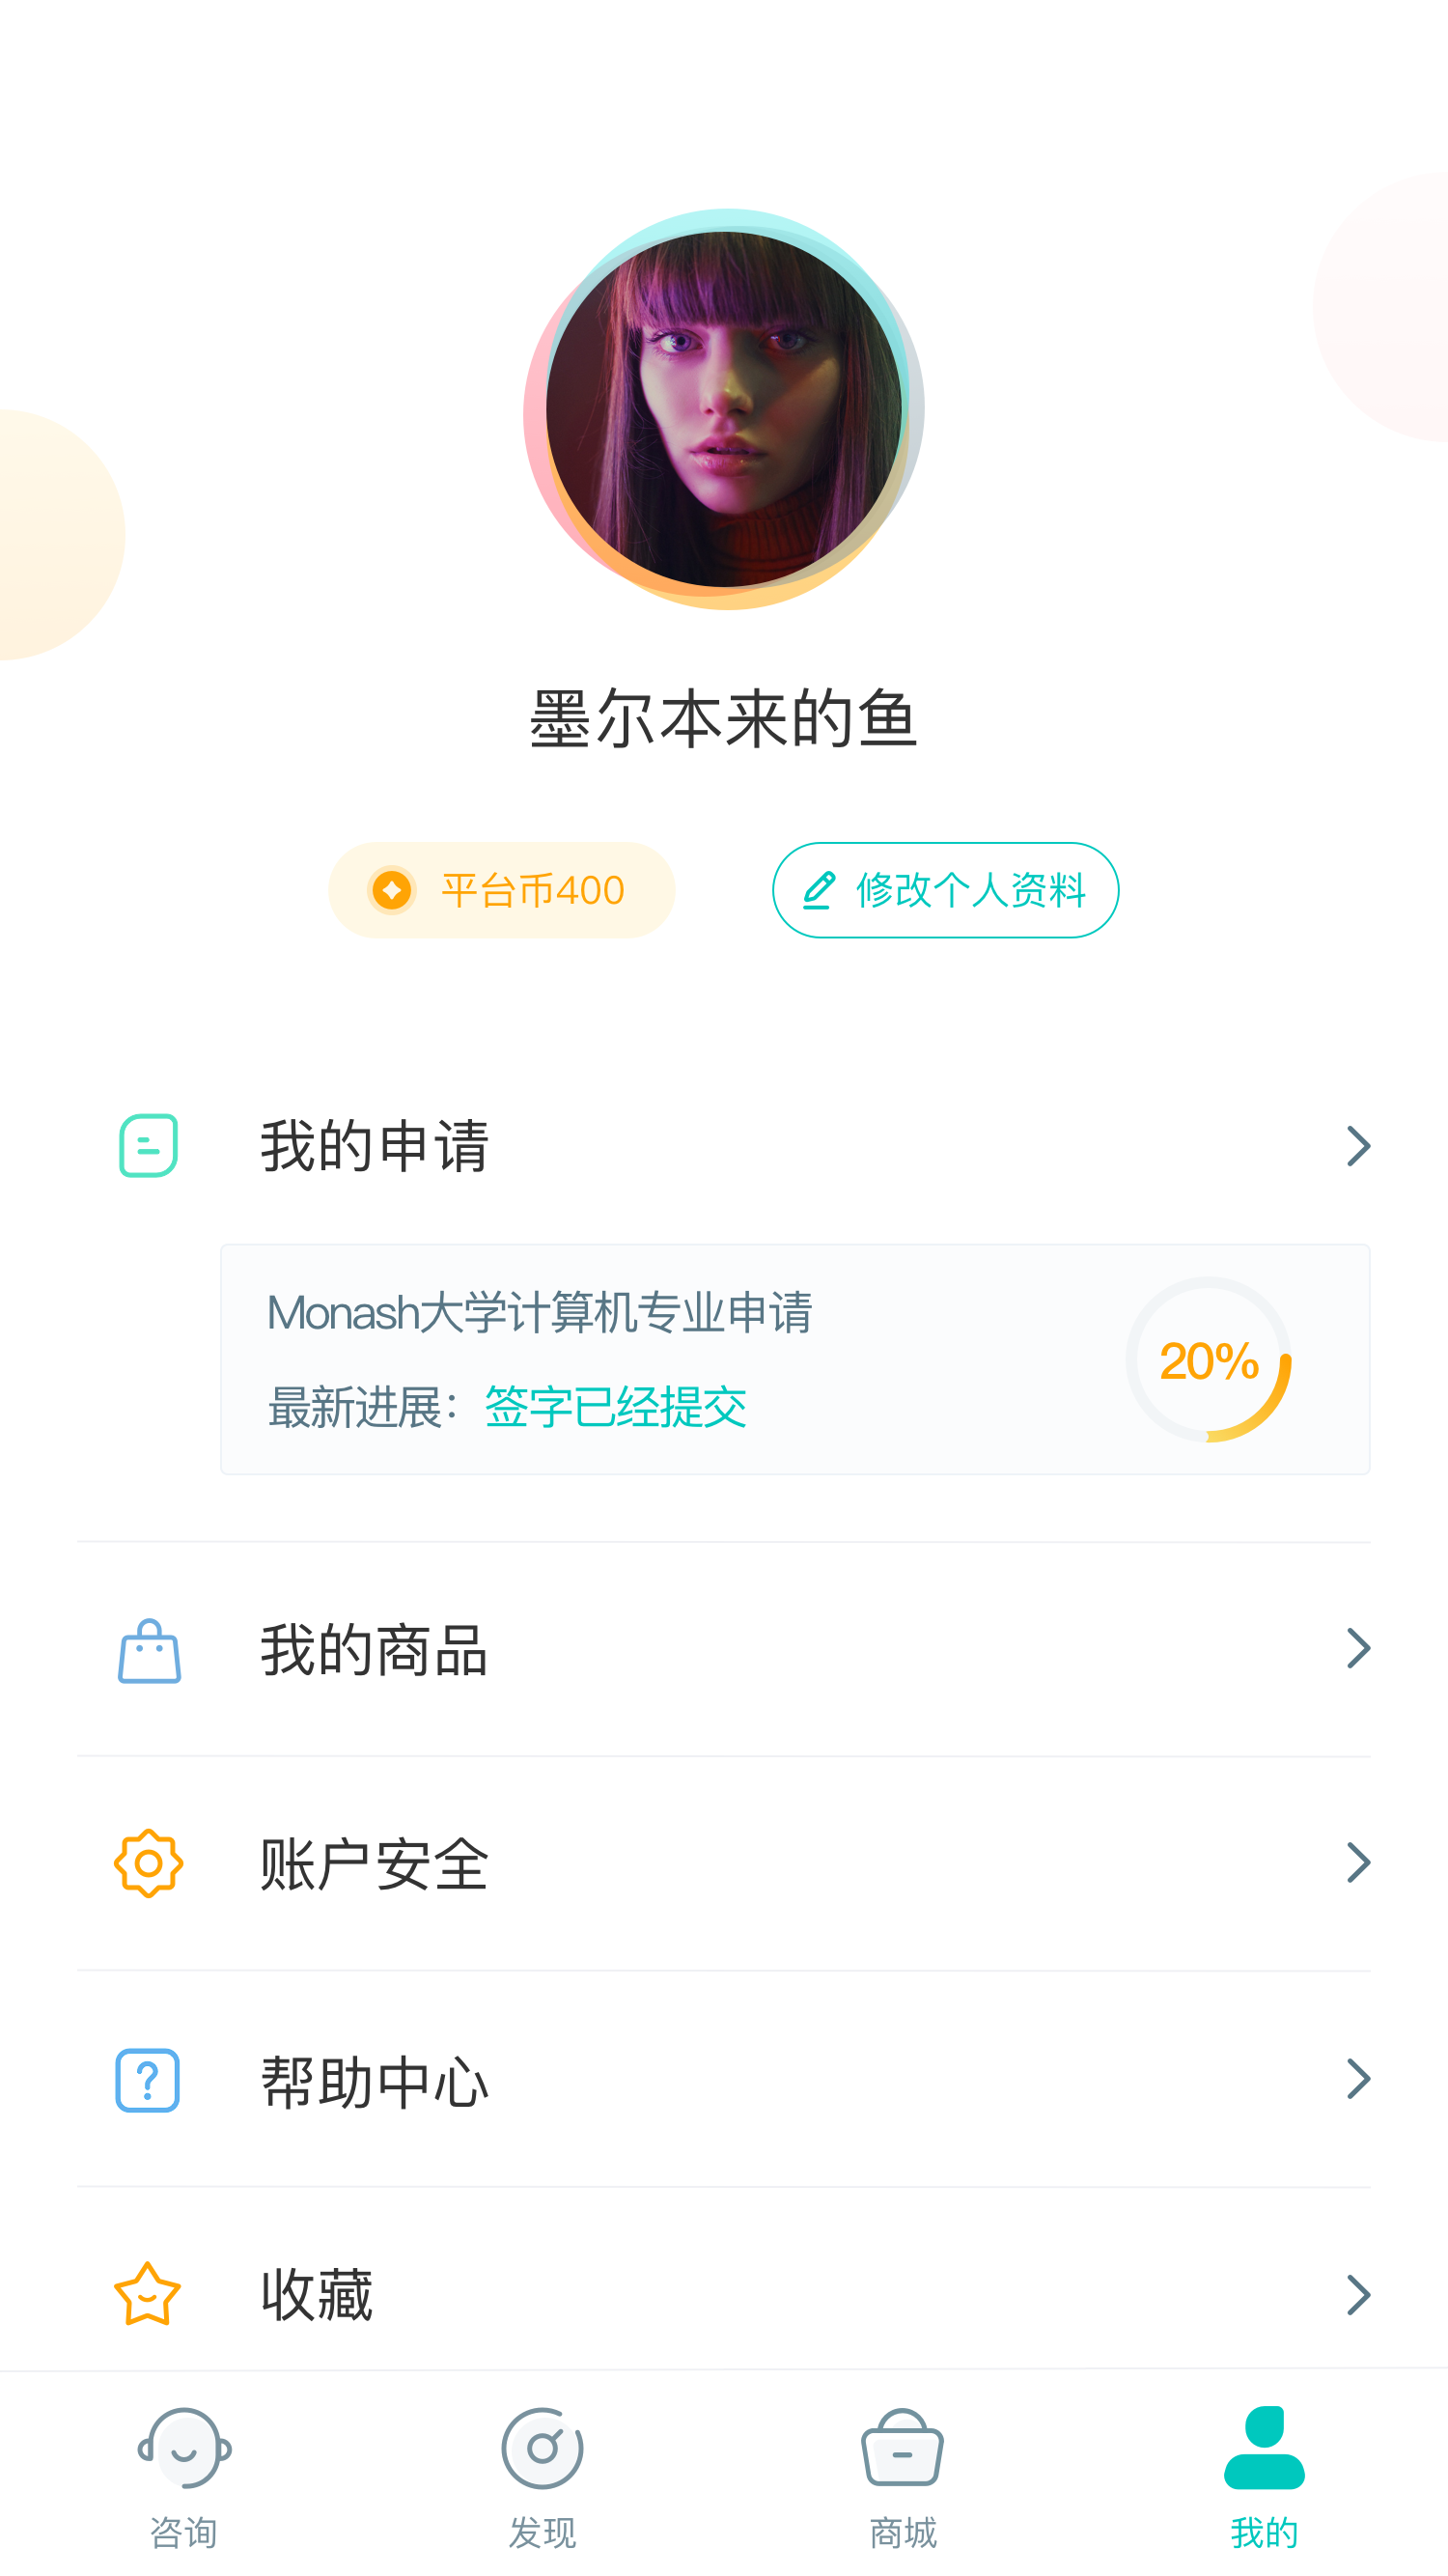 墨尔本来的鱼
平台币400
修改个人资料
我的申请
Monash大学计算机专业申请
最新进展：签字已经提交
20%
我的商品
账户安全
帮助中心
收藏
咨询
发现
商城
我的